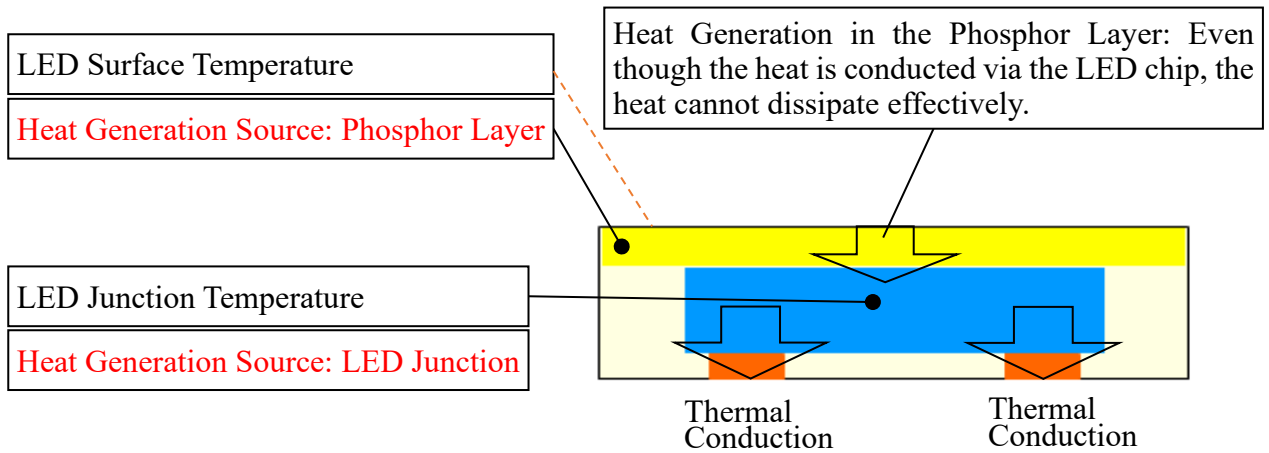 LED Surface Temperature
Heat Generation Source: Phosphor Layer
Heat Generation in the Phosphor Layer: Even
though the heat is conducted via the LED chip, the
heat cannot dissipate effectively.
LED Junction Temperature
Heat Generation Source: LED Junction
Thermal
Conduction
Thermal
Conduction